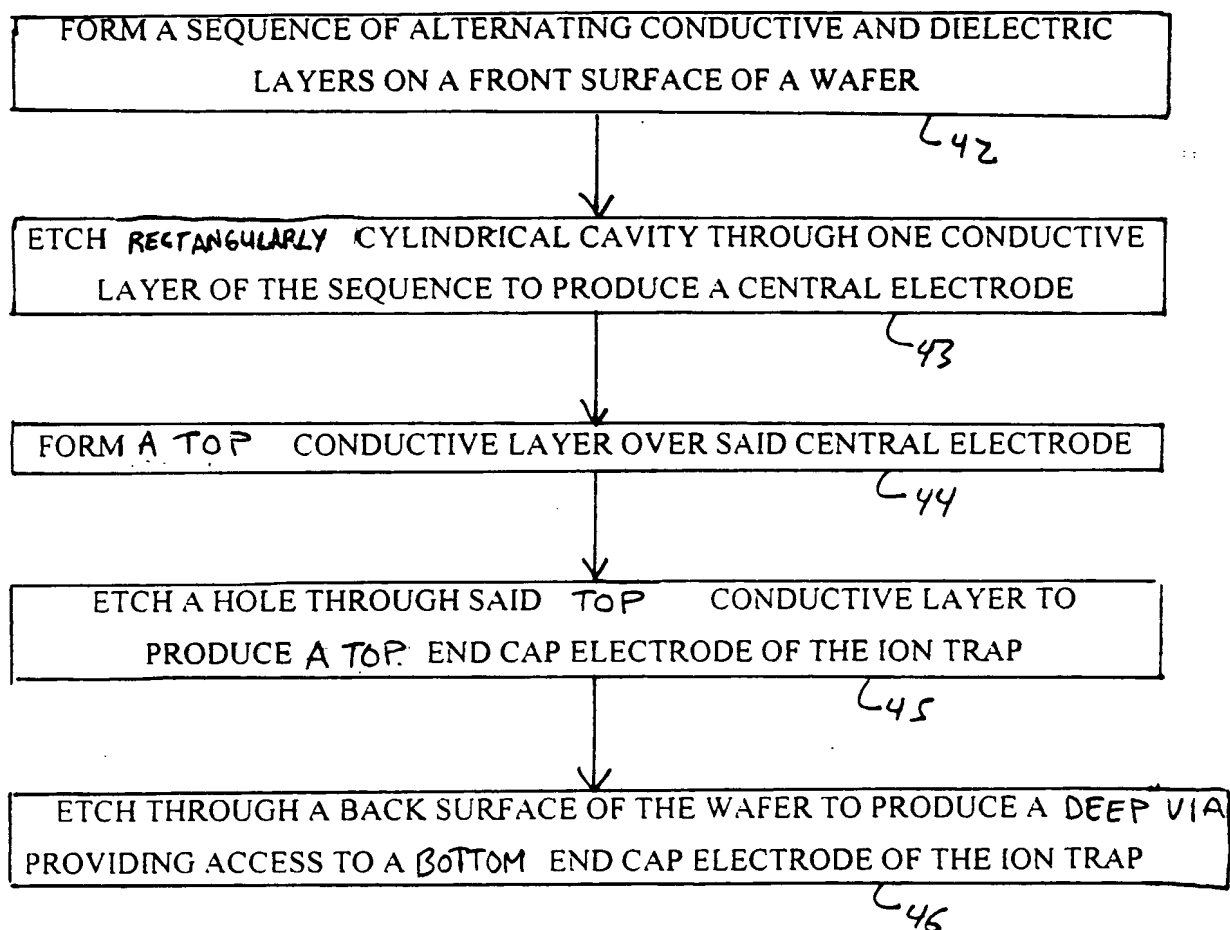 FORM A SEQUENCE OF ALTERNATING CONDUCTIVE AND DIELECTRIC
LAYERS ON A FRONT SURFACE OF A WAFER
42
ETCH RECTANGULARLY CYLINDRICAL CAVITY THROUGH ONE CONDUCTIVE
LAYER OF THE SEQUENCE TO PRODUCE A CENTRAL ELECTRODE
43
FORM A TOP CONDUCTIVE LAYER OVER SAID CENTRAL ELECTRODE
44
ETCH A HOLE THROUGH SAID TOP CONDUCTIVE LAYER TO
PRODUCE A TOP END CAP ELECTRODE OF THE ION TRAP
45
ETCH THROUGH A BACK SURFACE OF THE WAFER TO PRODUCE A DEEP VIA
PROVIDING ACCESS TO A BOTTOM END CAP ELECTRODE OF THE ION TRAP
46